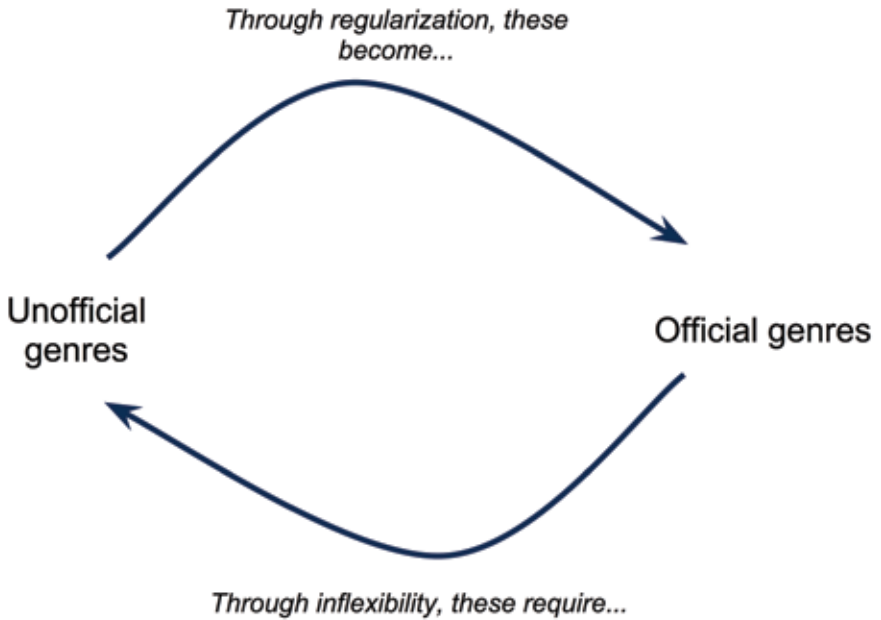 Through regularization, these
become...
Unofficial
genres
Official genres
Through inflexibility, these require...